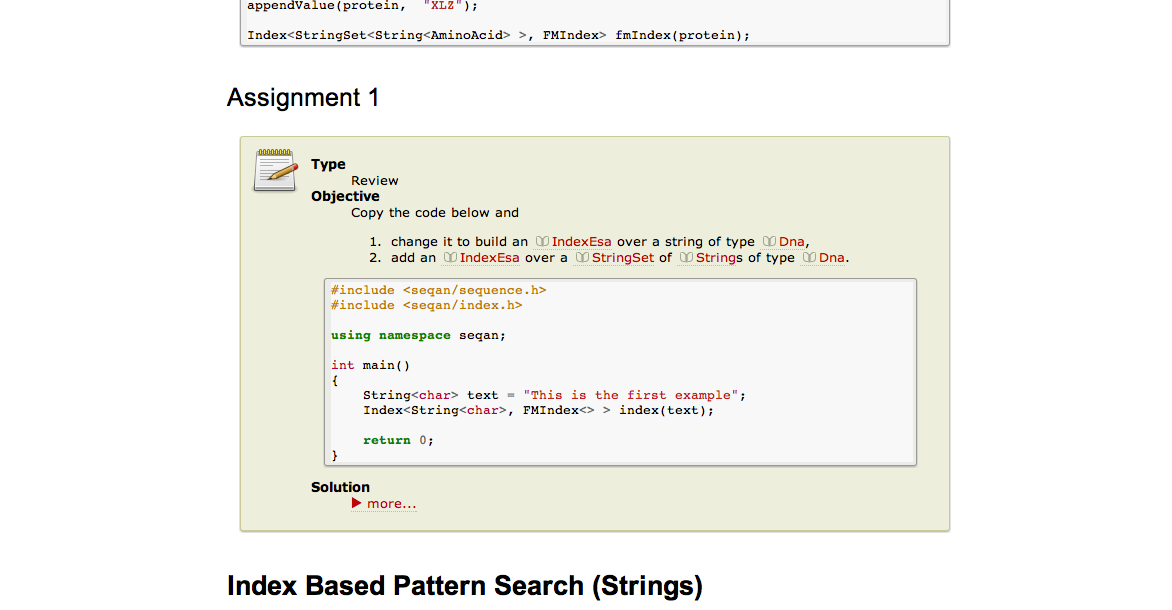 appendValue(protein, "XLZ");
Index<StringSet<String<AminoAcid> >, FMIndex> fmIndex(protein);
Assignment 1
Type
Review
Objective
Copy the code below and
1. change it to build an IndexEsa over a string of type Dna,
2. add an IndexEsa over a StringSet of Strings of type Dna.
#include <seqan/sequence.h>
#include <seqan/index.h>
using namespace seqan;
int main()
{
String<char> text = "This is the first example";
Index<String<char>, FMIndex<> > index(text);
return 0;
}
Solution
more...
Index Based Pattern Search (Strings)